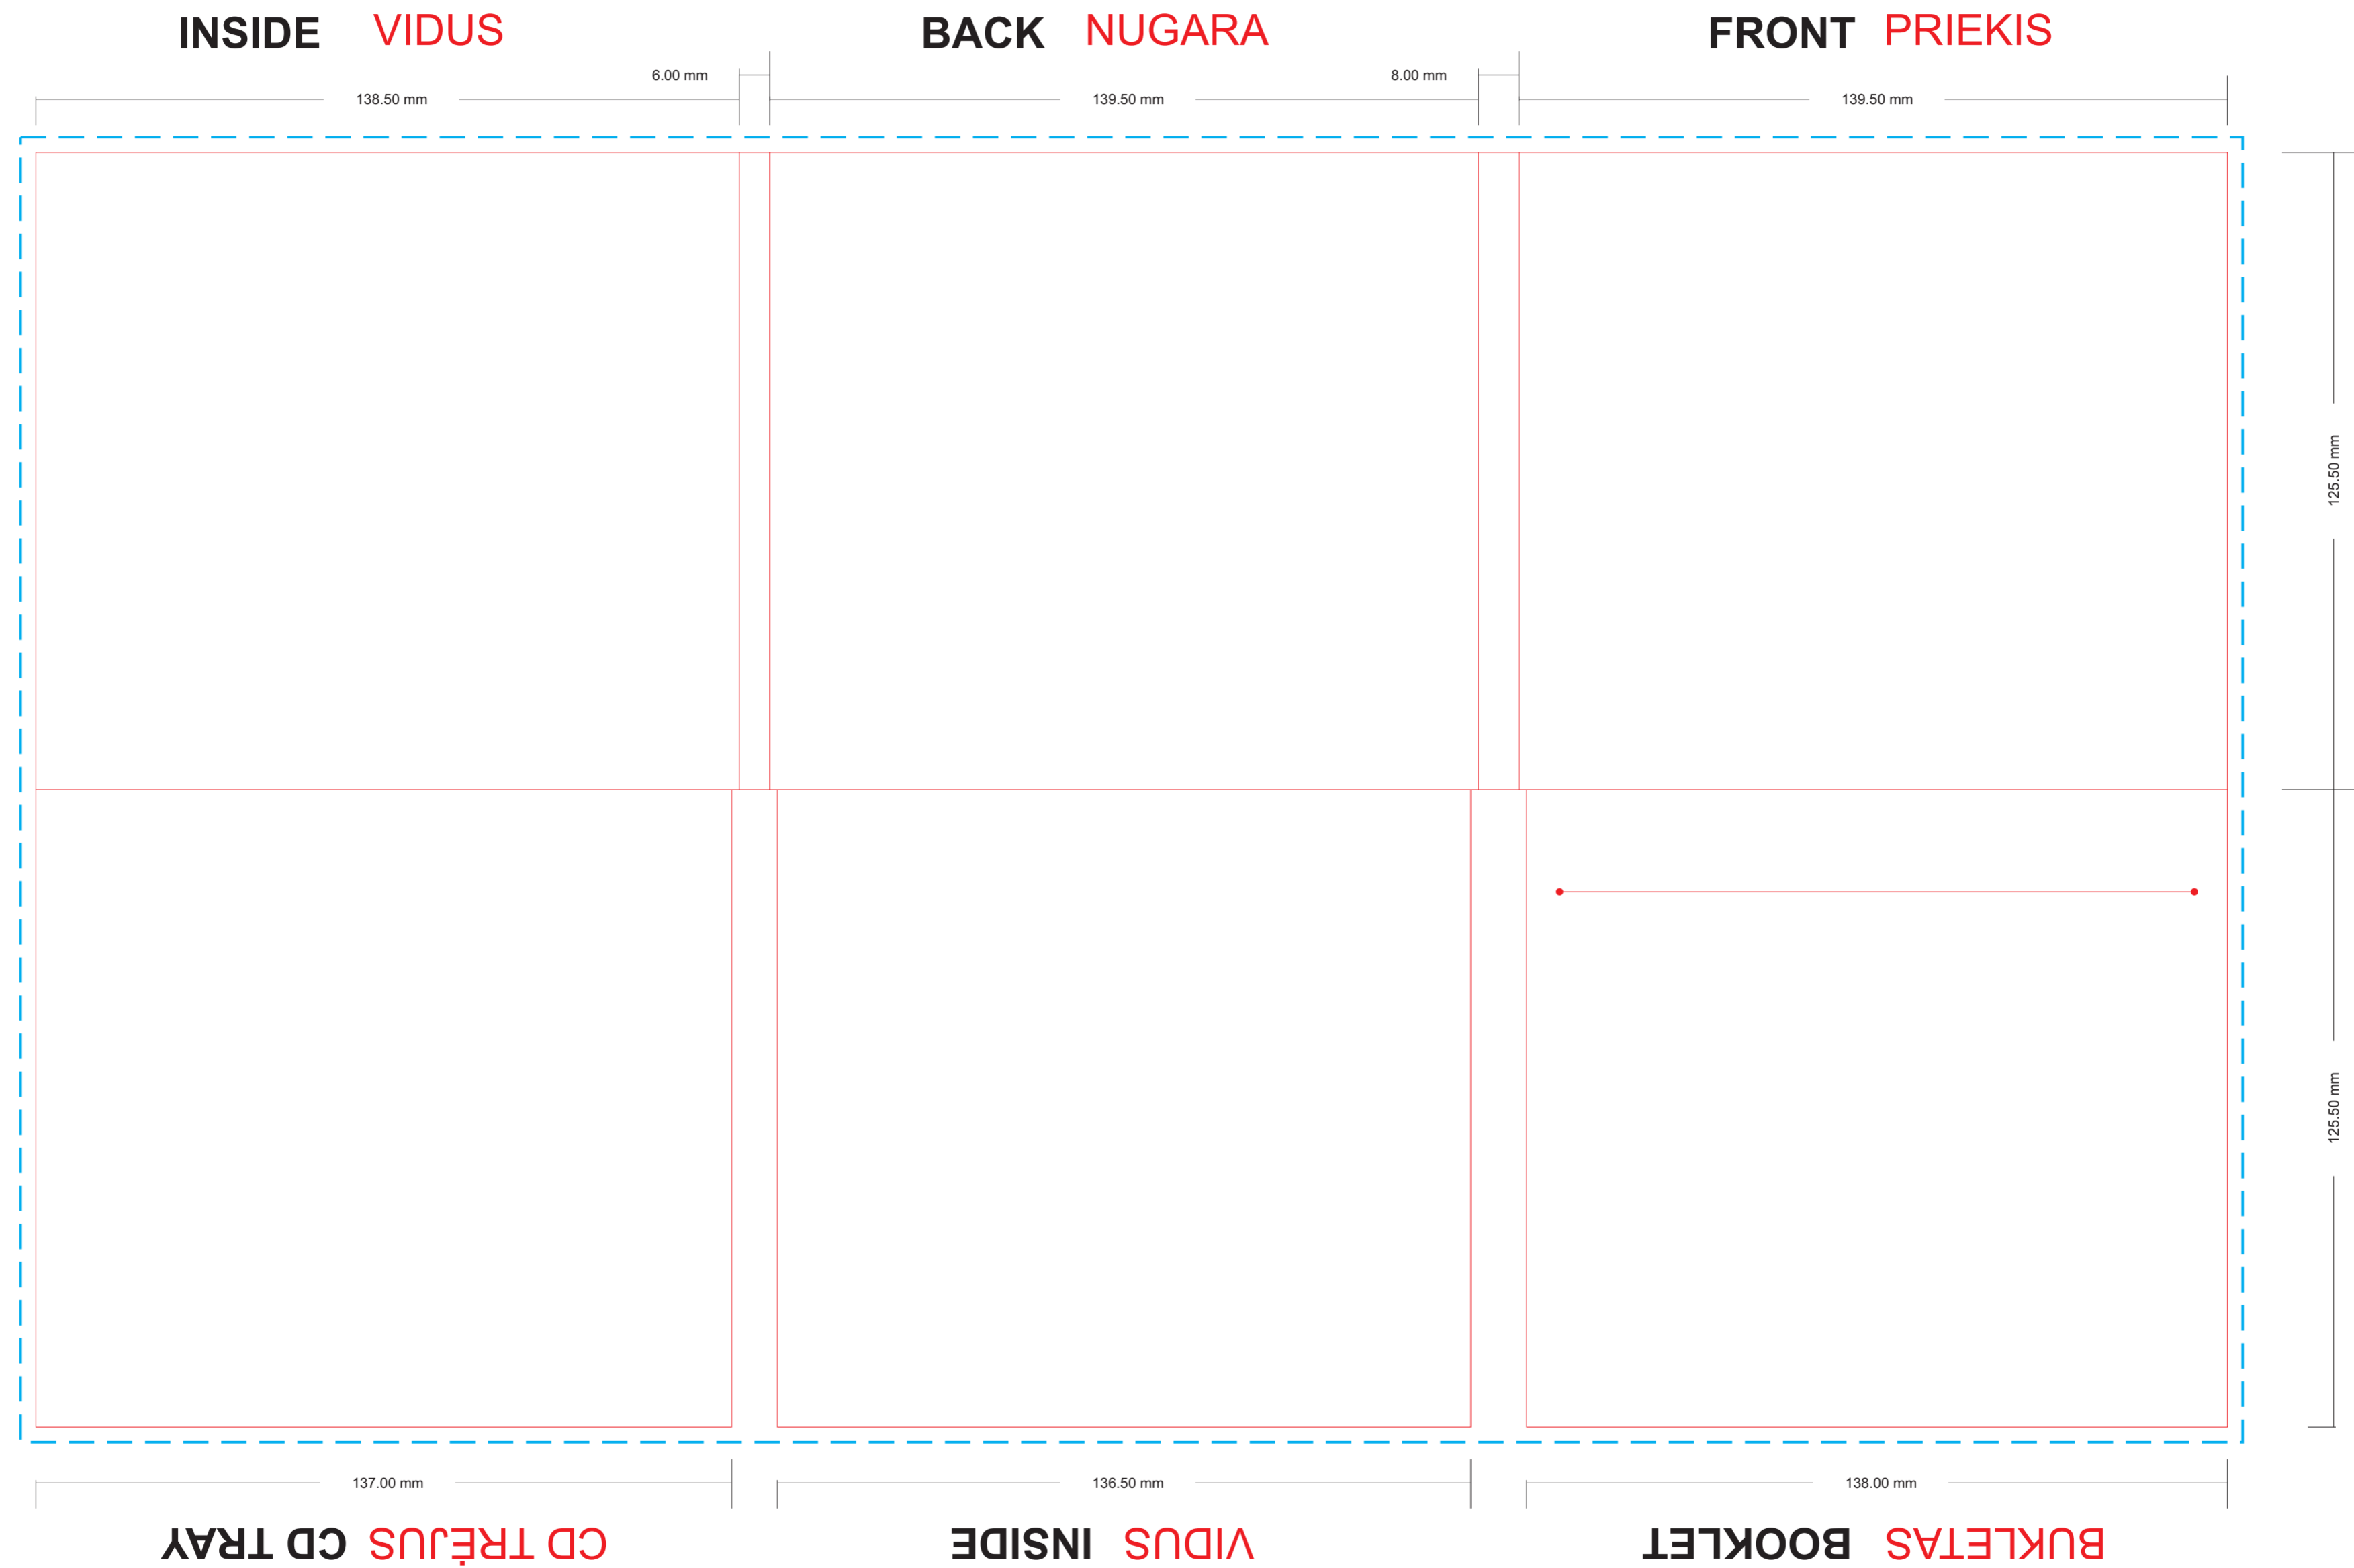 INSIDE VIDUS
BACK NUGARA
FRONT PRIEKIS
6.00 mm
8.00 mm
138.50 mm
139.50 mm
139.50 mm
125.50 mm
125.50 mm
137.00 mm
136.50 mm
138.00 mm
CD TRĖJUS CD TRAY
VIDUS INSIDE
BUKLETAS BOOKLET